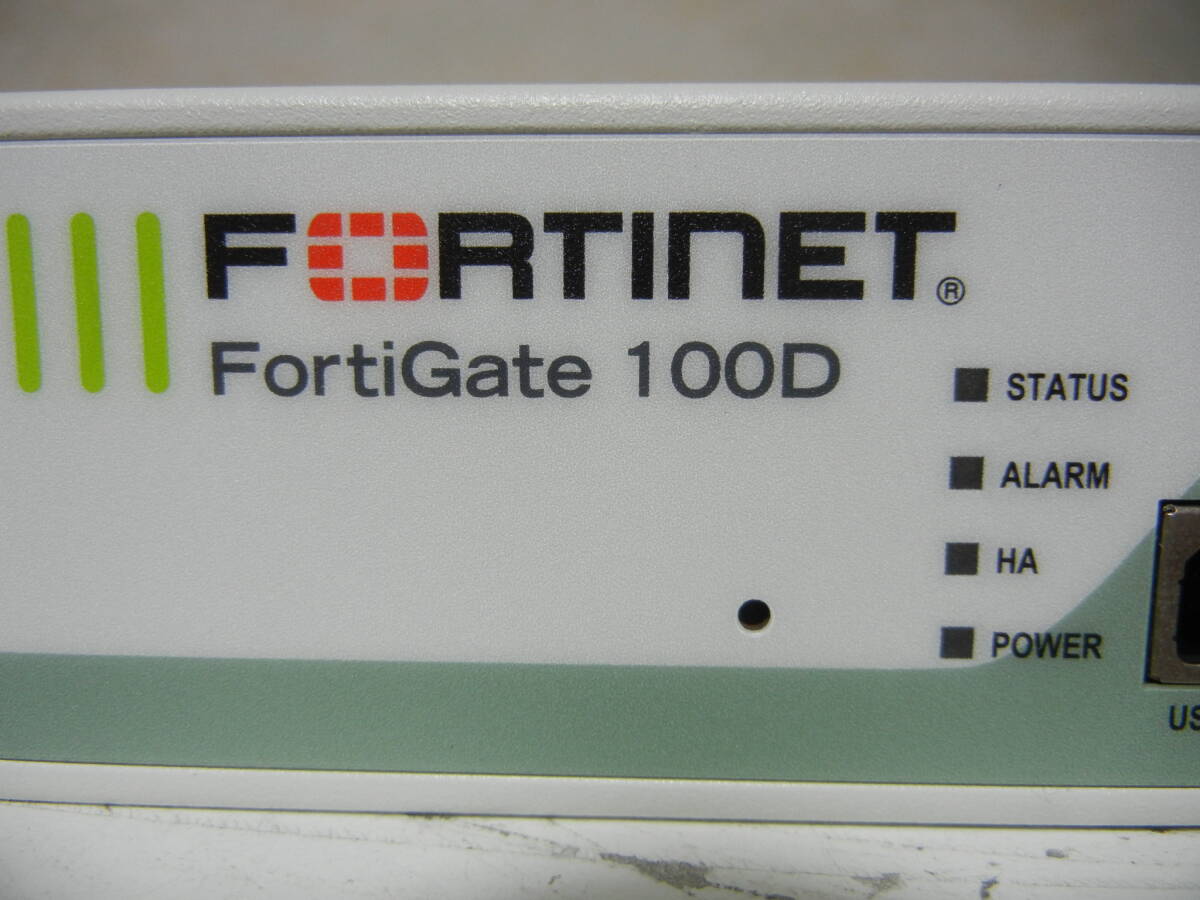 FORTINET®
FortiGate 100D
STATUS
ALARM
HA
POWER